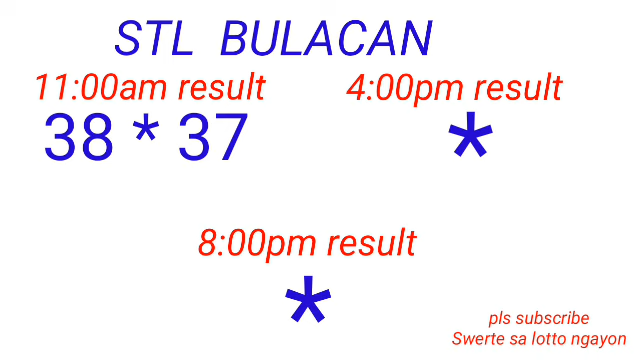 STL BULACAN
11:00am result
4:00pm result
38 * 37
*
8:00pm result
*
pls subscribe
Swerte sa lotto ngayon